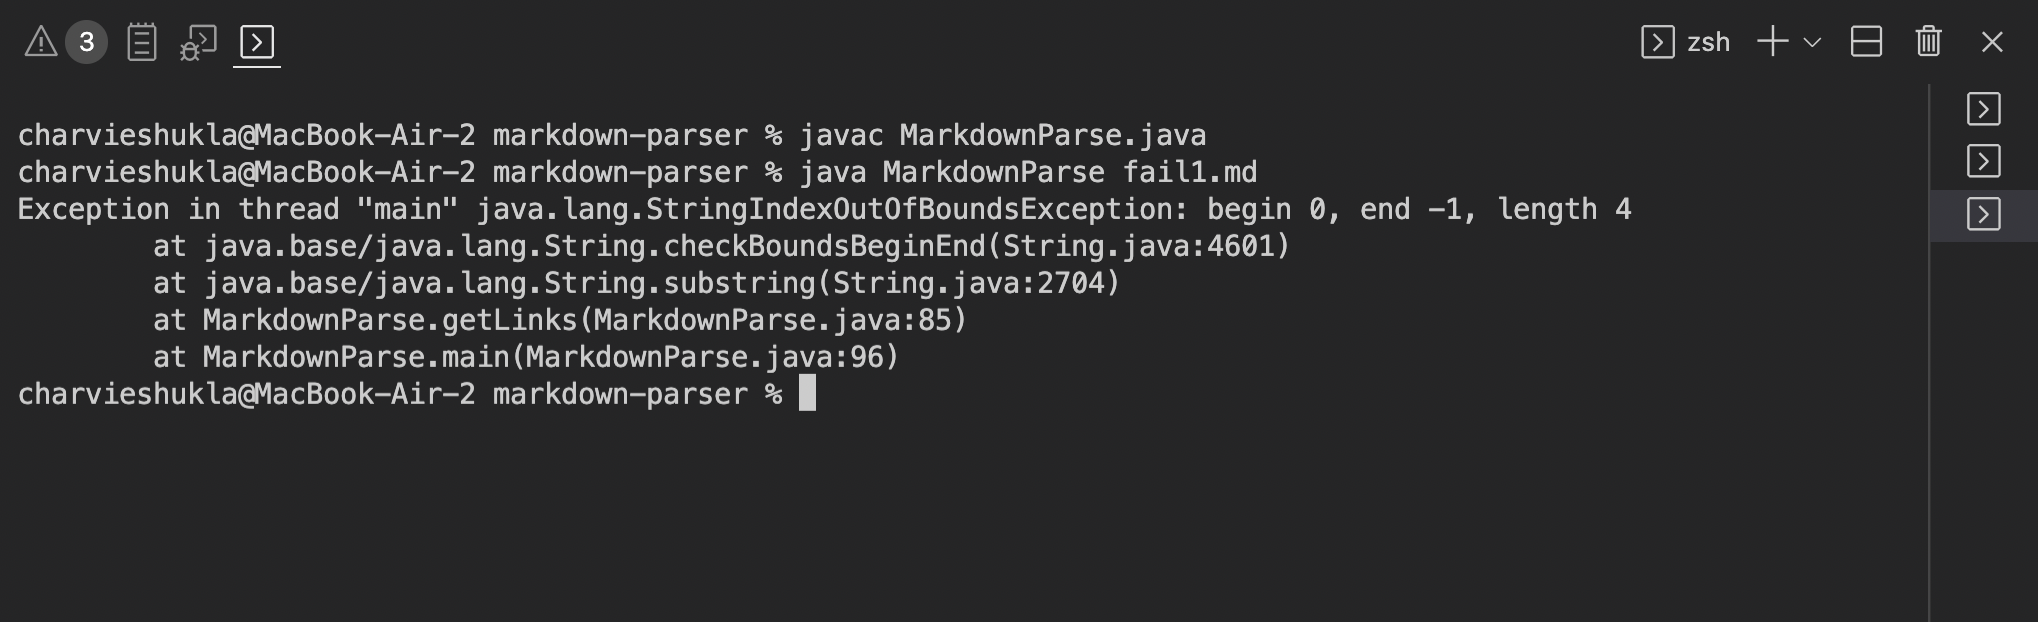 3
zsh
charvieshukla@MacBook-Air-2 markdown-parser % javac MarkdownParse.java
charvieshukla@MacBook-Air-2 markdown-parser % java MarkdownParse fail1.md
Exception in thread "main" java.lang.StringIndexOutOfBoundsException: begin 0, end -1, length 4
        at java.base/java.lang.String.checkBoundsBeginEnd(String.java:4601)
        at java.base/java.lang.String.substring(String.java:2704)
        at MarkdownParse.getLinks(MarkdownParse.java:85)
        at MarkdownParse.main(MarkdownParse.java:96)
charvieshukla@MacBook-Air-2 markdown-parser %